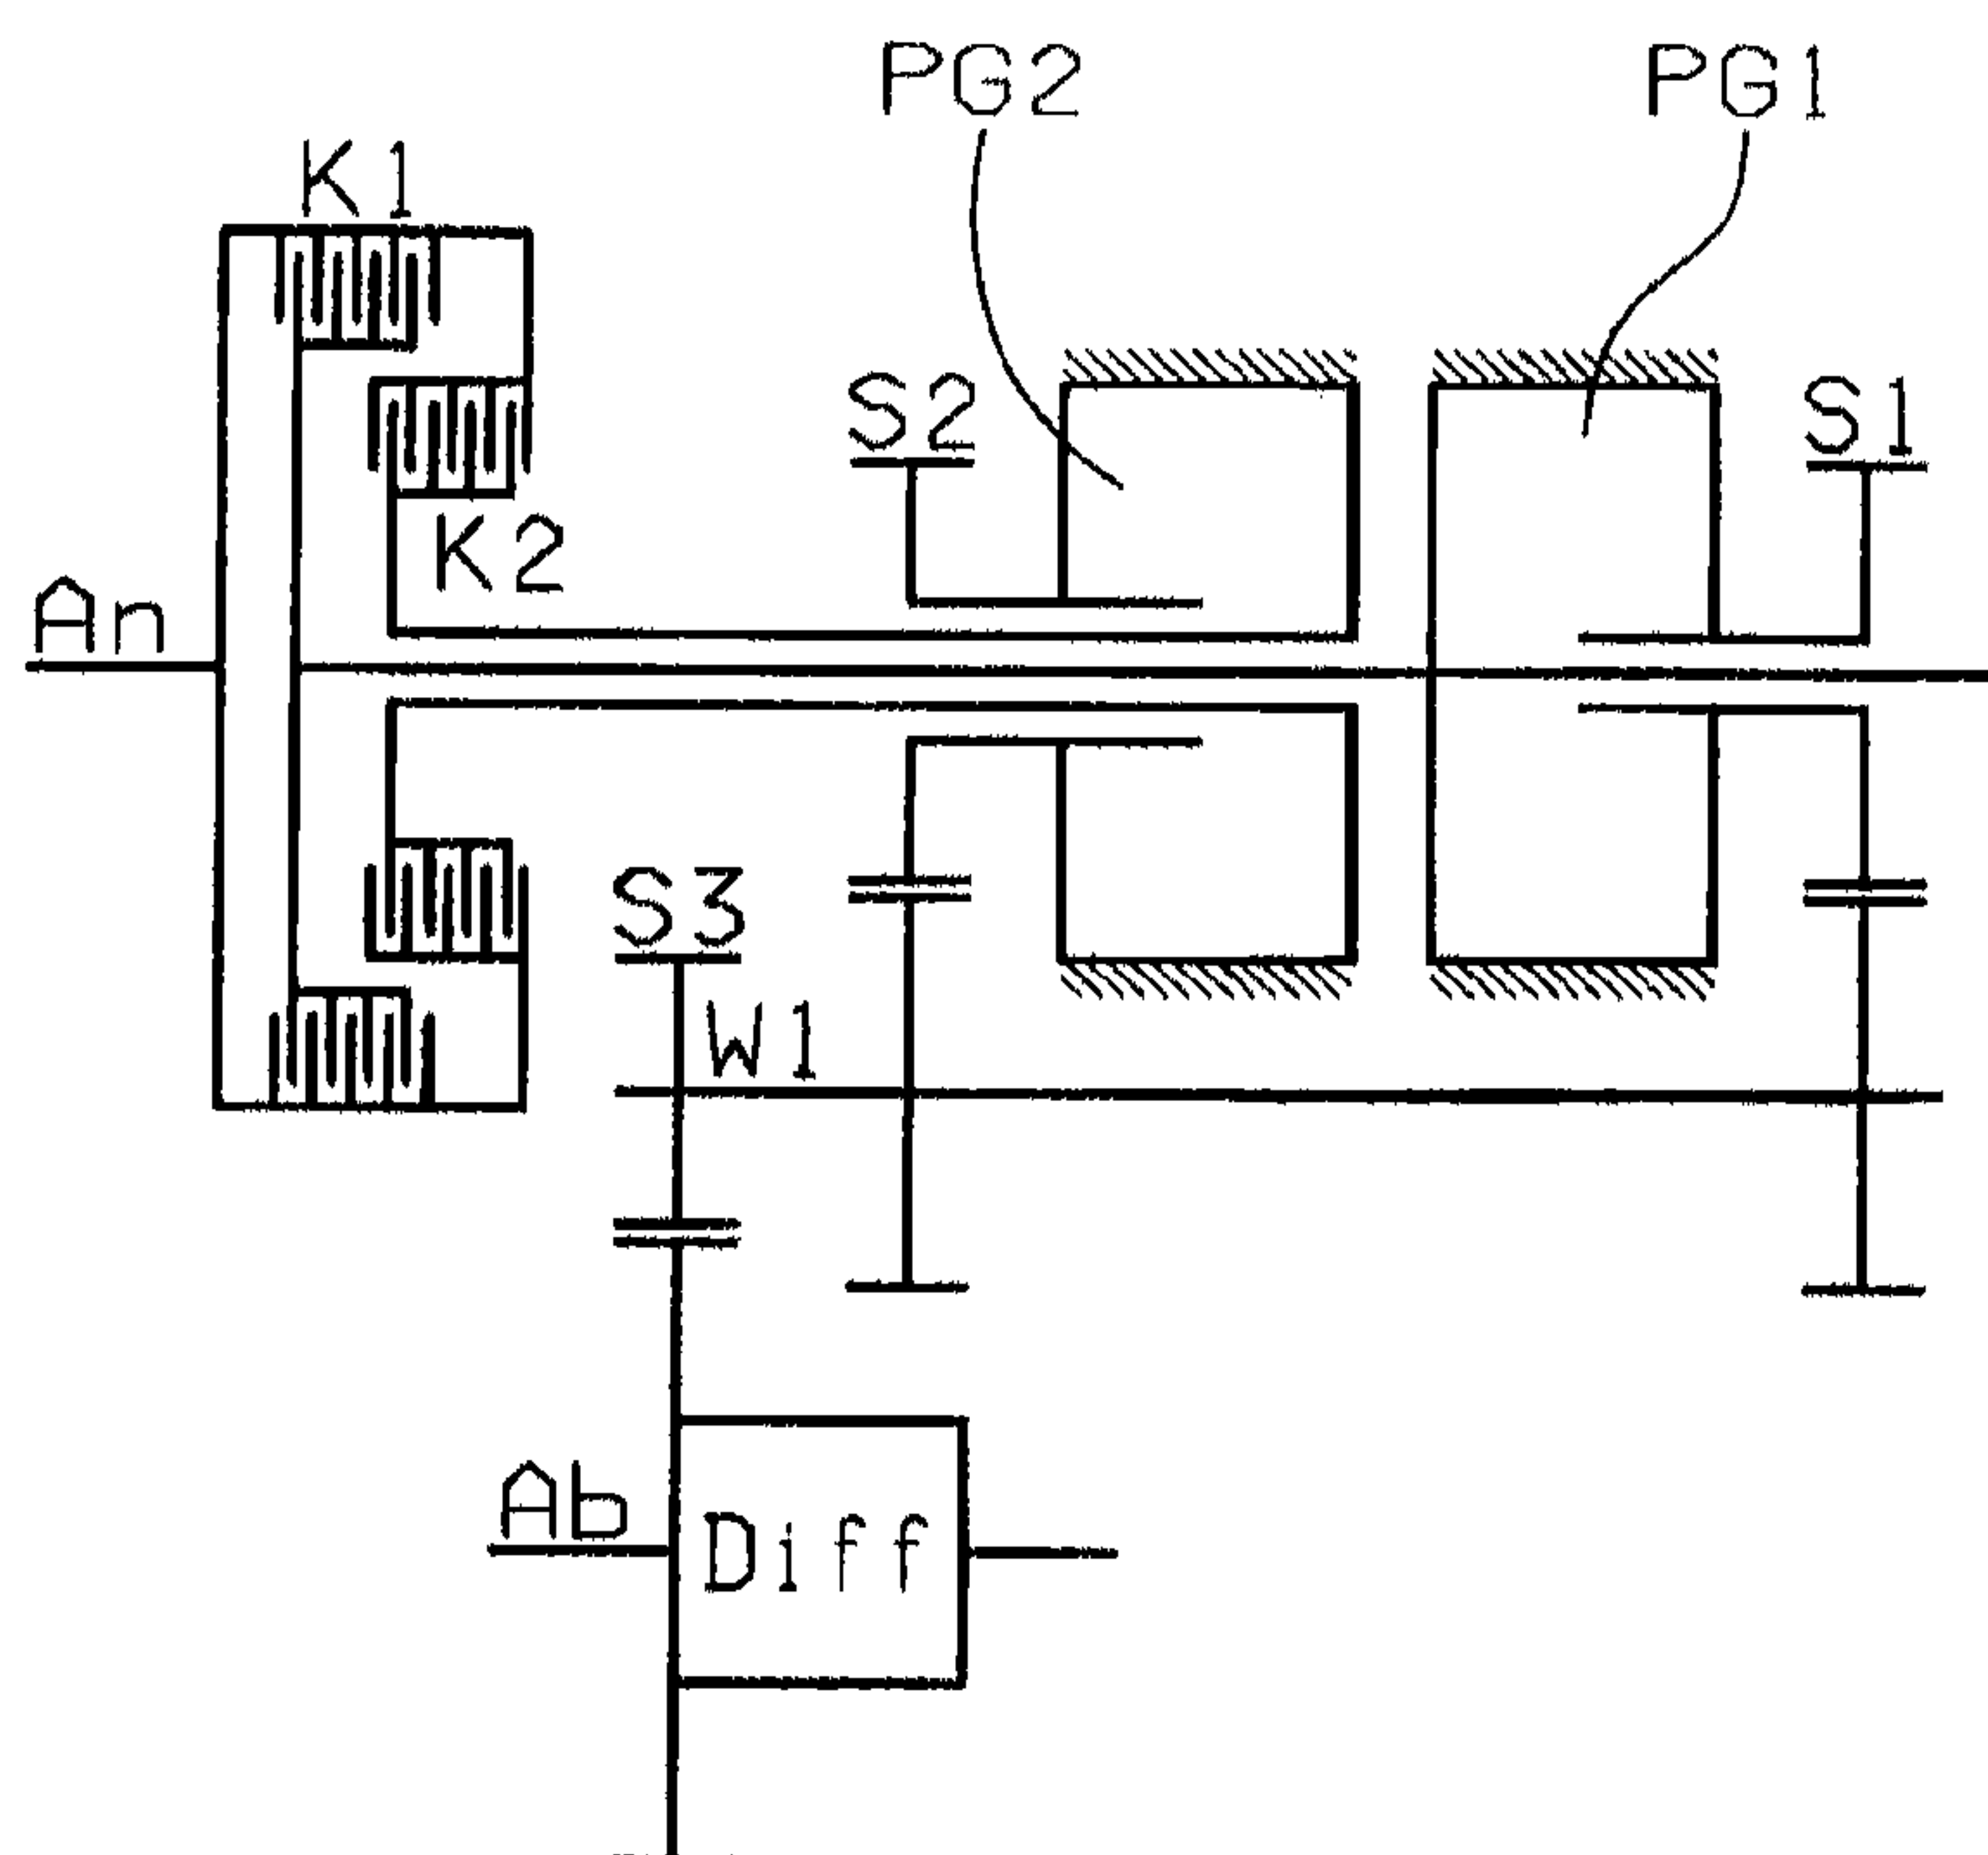 PG2 PG1
K1
S2 S1
K2
An
S3
W1
Ab
Diff